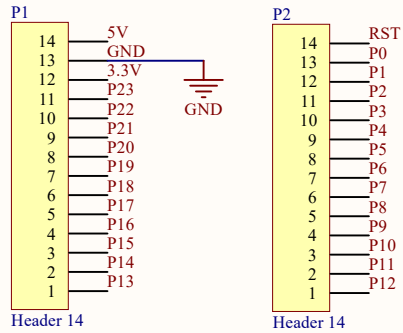 P1
14 5V
13 GND
12 3.3V
11 P23
10 P22
9 P21
8 P20
7 P19
6 P18
5 P17
4 P16
3 P15
2 P14
1 P13
GND
Header 14
P2
14 RST
13 P0
12 P1
11 P2
10 P3
9 P4
8 P5
7 P6
6 P7
5 P8
4 P9
3 P10
2 P11
1 P12
Header 14